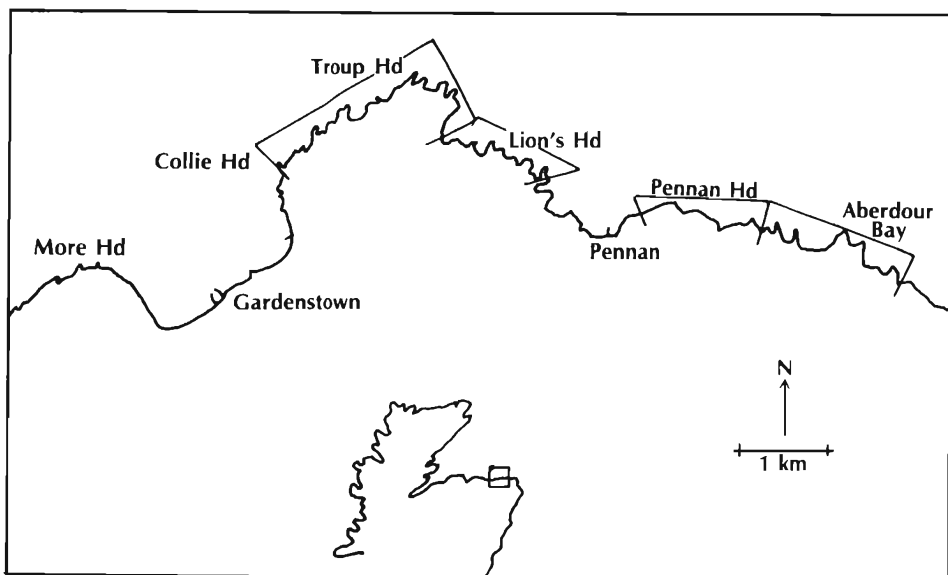 Troup Hd
Lion's Hd
Collie Hd
Pennan Hd
Aberdour
Bay
More Hd
Pennan
Gardenstown
N
1 km